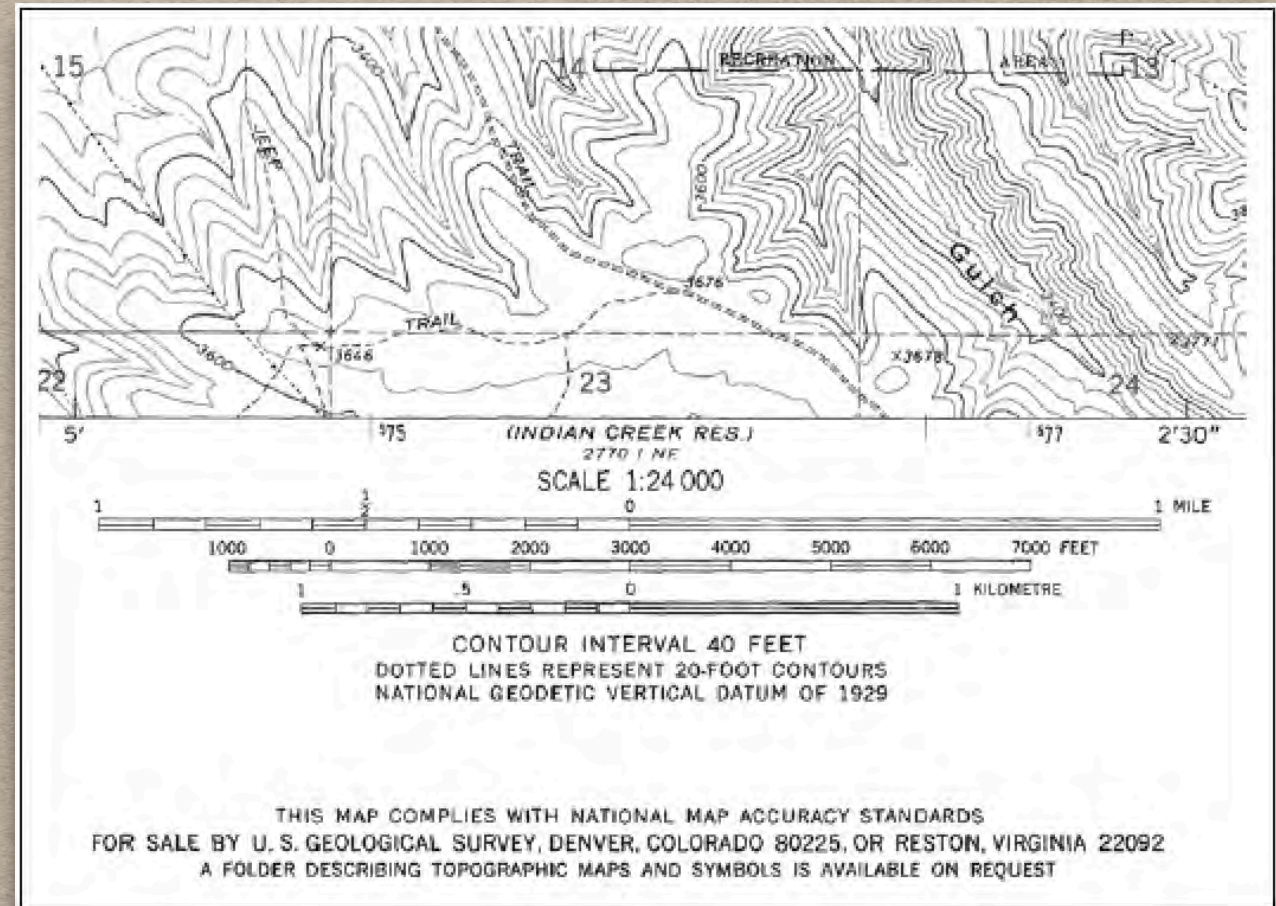 15
3600
14
RECREATION
AREA
JEEP
TRAIL
3600
Gulch
3676
TRAIL
3600
3646
X3678
22
23
24
5'
⁵75
(INDIAN CREEK RES.)
⁵77
2'30"
SCALE 1:24 000
1 ½ 0 1 MILE
1000 0 1000 2000 3000 4000 5000 6000 7000 FEET
1 .5 0 1 KILOMETRE
CONTOUR INTERVAL 40 FEET
DOTTED LINES REPRESENT 20-FOOT CONTOURS
NATIONAL GEODETIC VERTICAL DATUM OF 1929
THIS MAP COMPLIES WITH NATIONAL MAP ACCURACY STANDARDS
FOR SALE BY U. S. GEOLOGICAL SURVEY, DENVER, COLORADO 80225, OR RESTON, VIRGINIA 22092
A FOLDER DESCRIBING TOPOGRAPHIC MAPS AND SYMBOLS IS AVAILABLE ON REQUEST